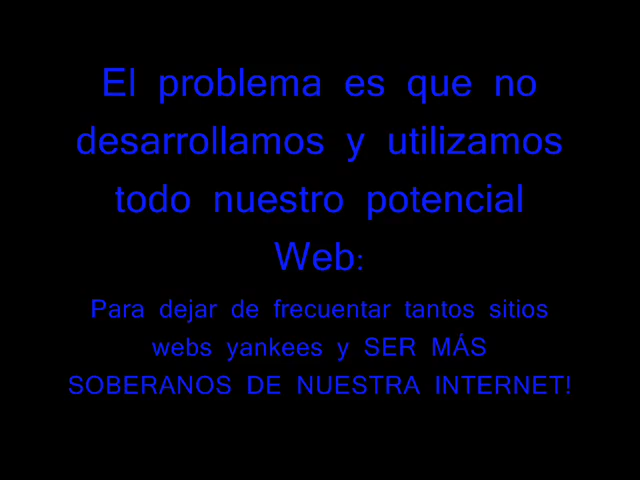 El problema es que no
desarrollamos y utilizamos
todo nuestro potencial
Web:
Para dejar de frecuentar tantos sitios
webs yankees y SER MÁS
SOBERANOS DE NUESTRA INTERNET!